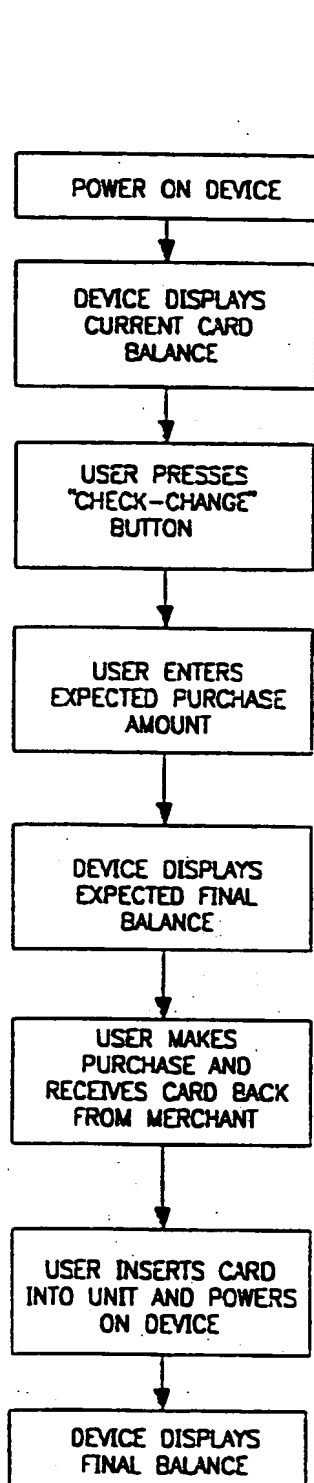 POWER ON DEVICE
DEVICE DISPLAYS
CURRENT CARD
BALANCE
USER PRESSES
"CHECK-CHANGE"
BUTTON
USER ENTERS
EXPECTED PURCHASE
AMOUNT
DEVICE DISPLAYS
EXPECTED FINAL
BALANCE
USER MAKES
PURCHASE AND
RECEIVES CARD BACK
FROM MERCHANT
USER INSERTS CARD
INTO UNIT AND POWERS
ON DEVICE
DEVICE DISPLAYS
FINAL BALANCE